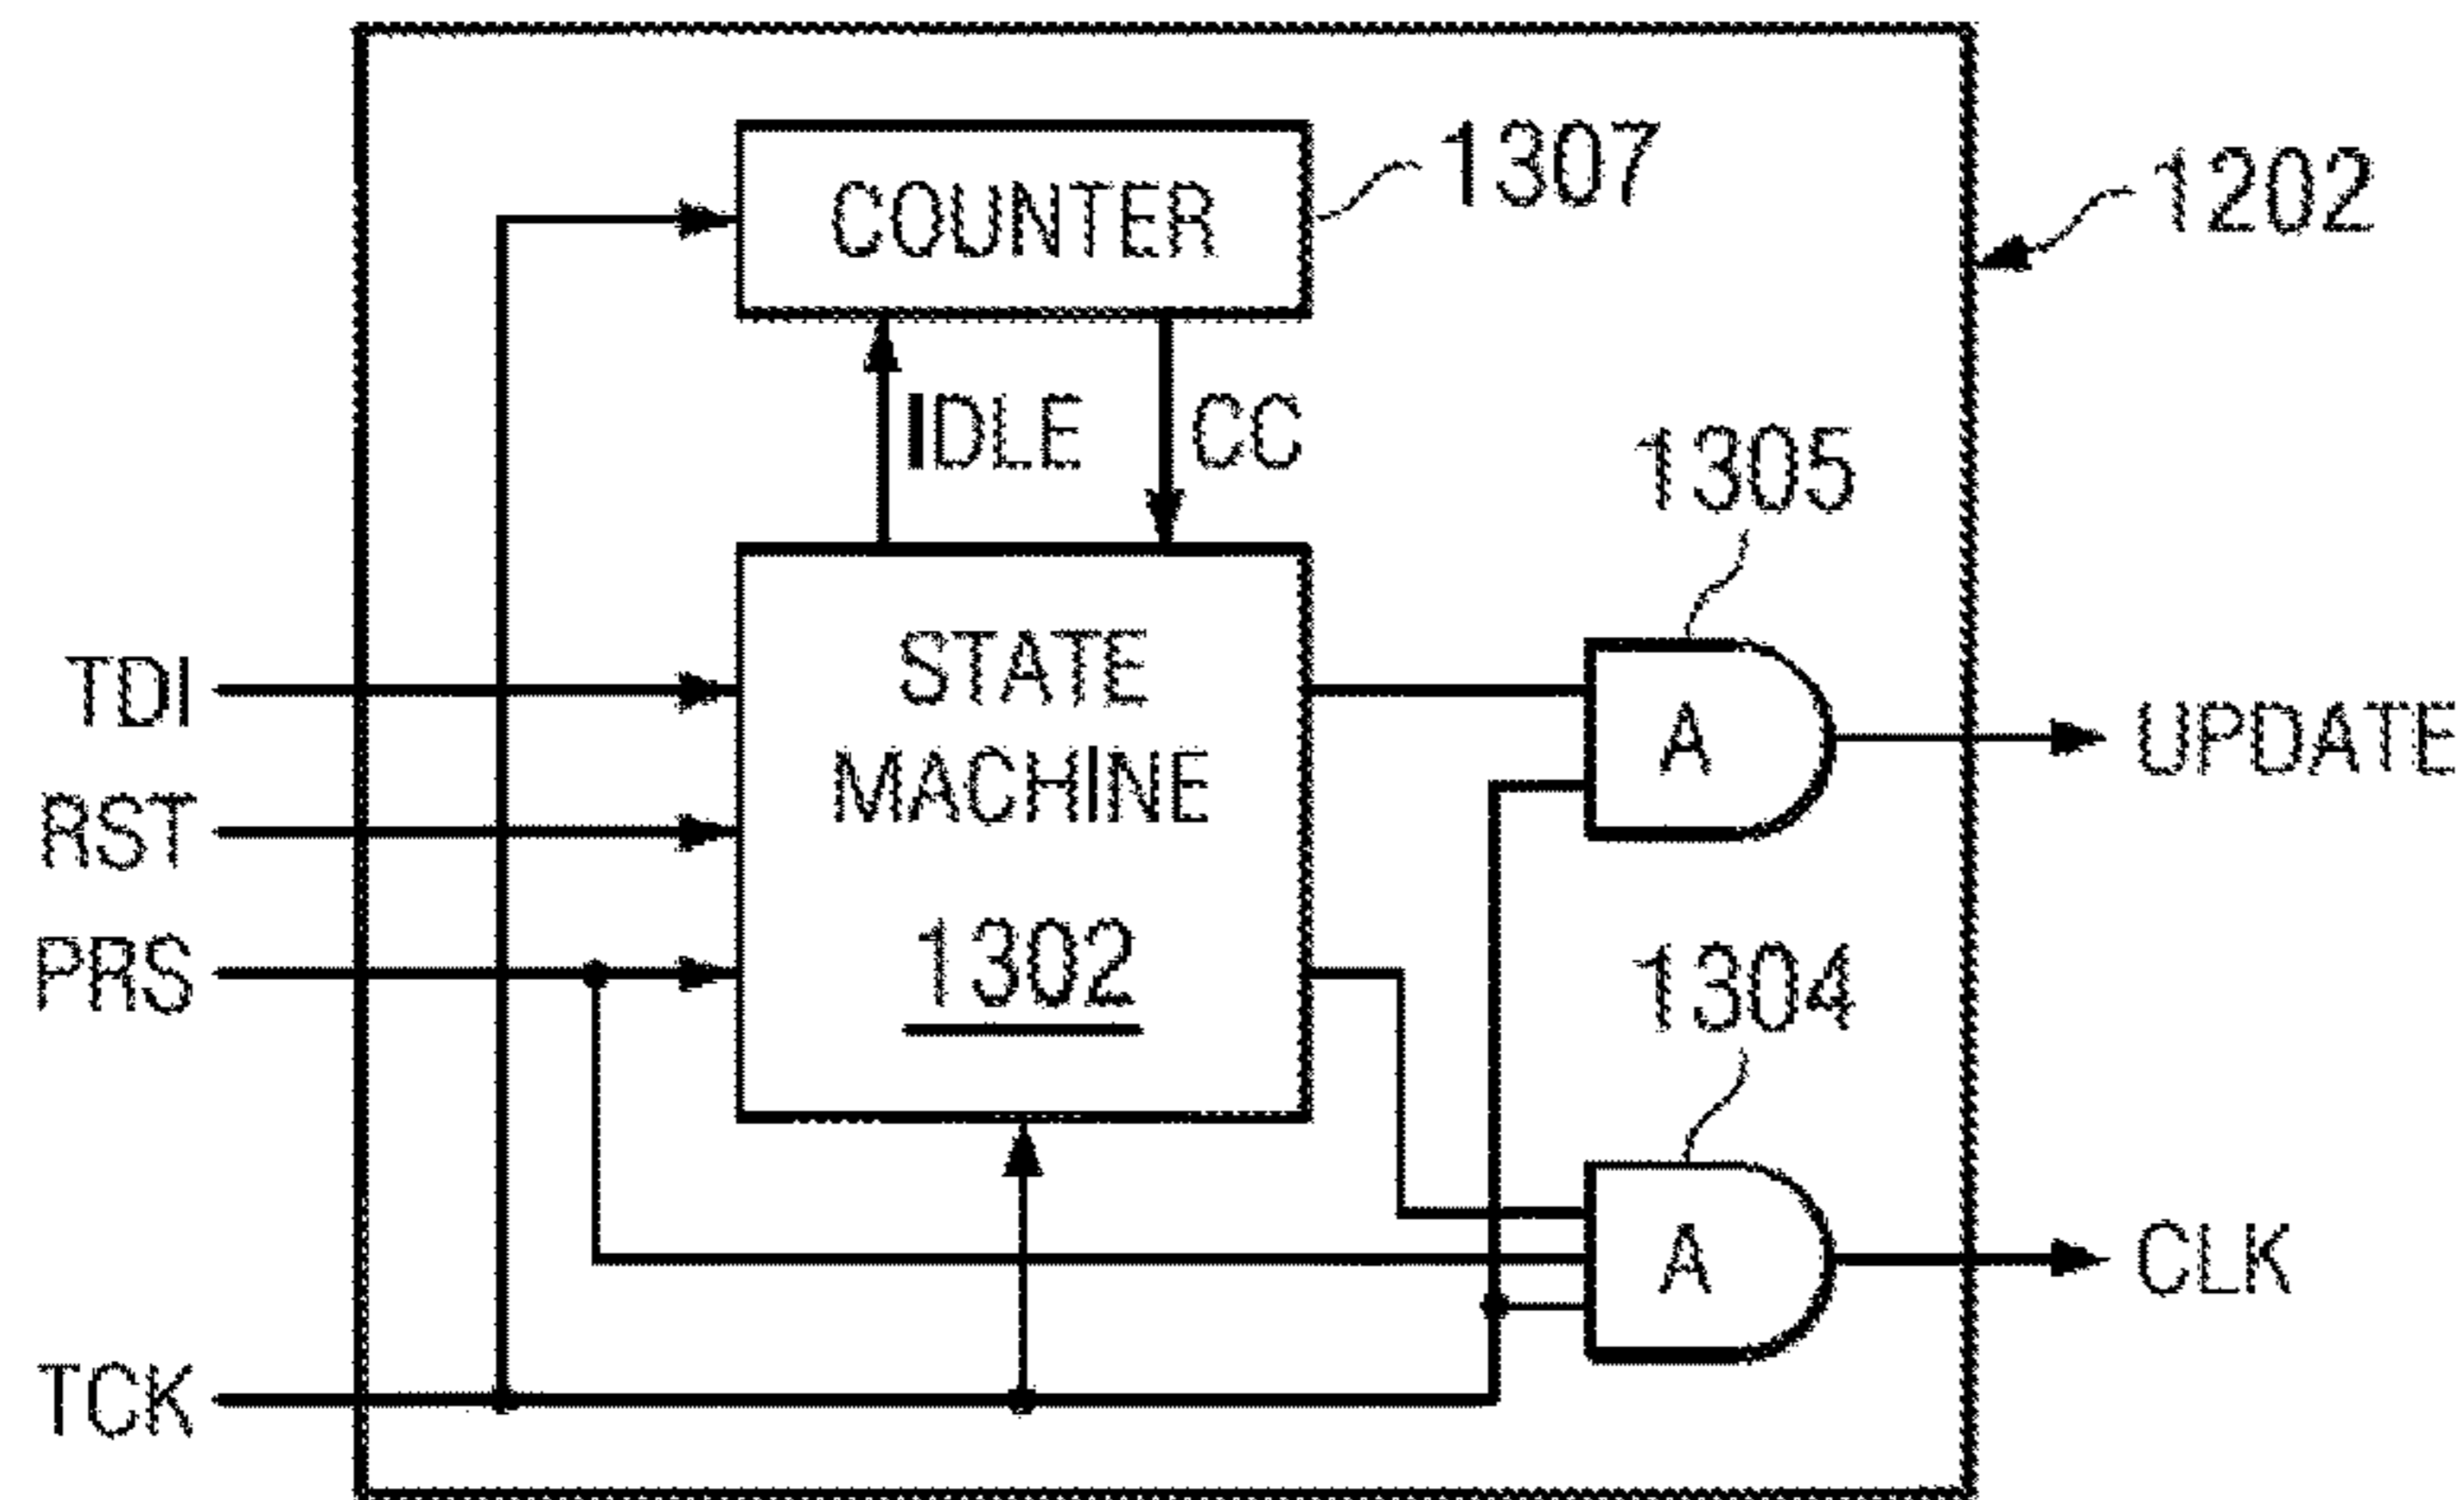 COUNTER
1307
1202
IDLE
CC
1305
TDI
STATE
MACHINE
1302
A
UPDATE
RST
PRS
1304
A
CLK
TCK